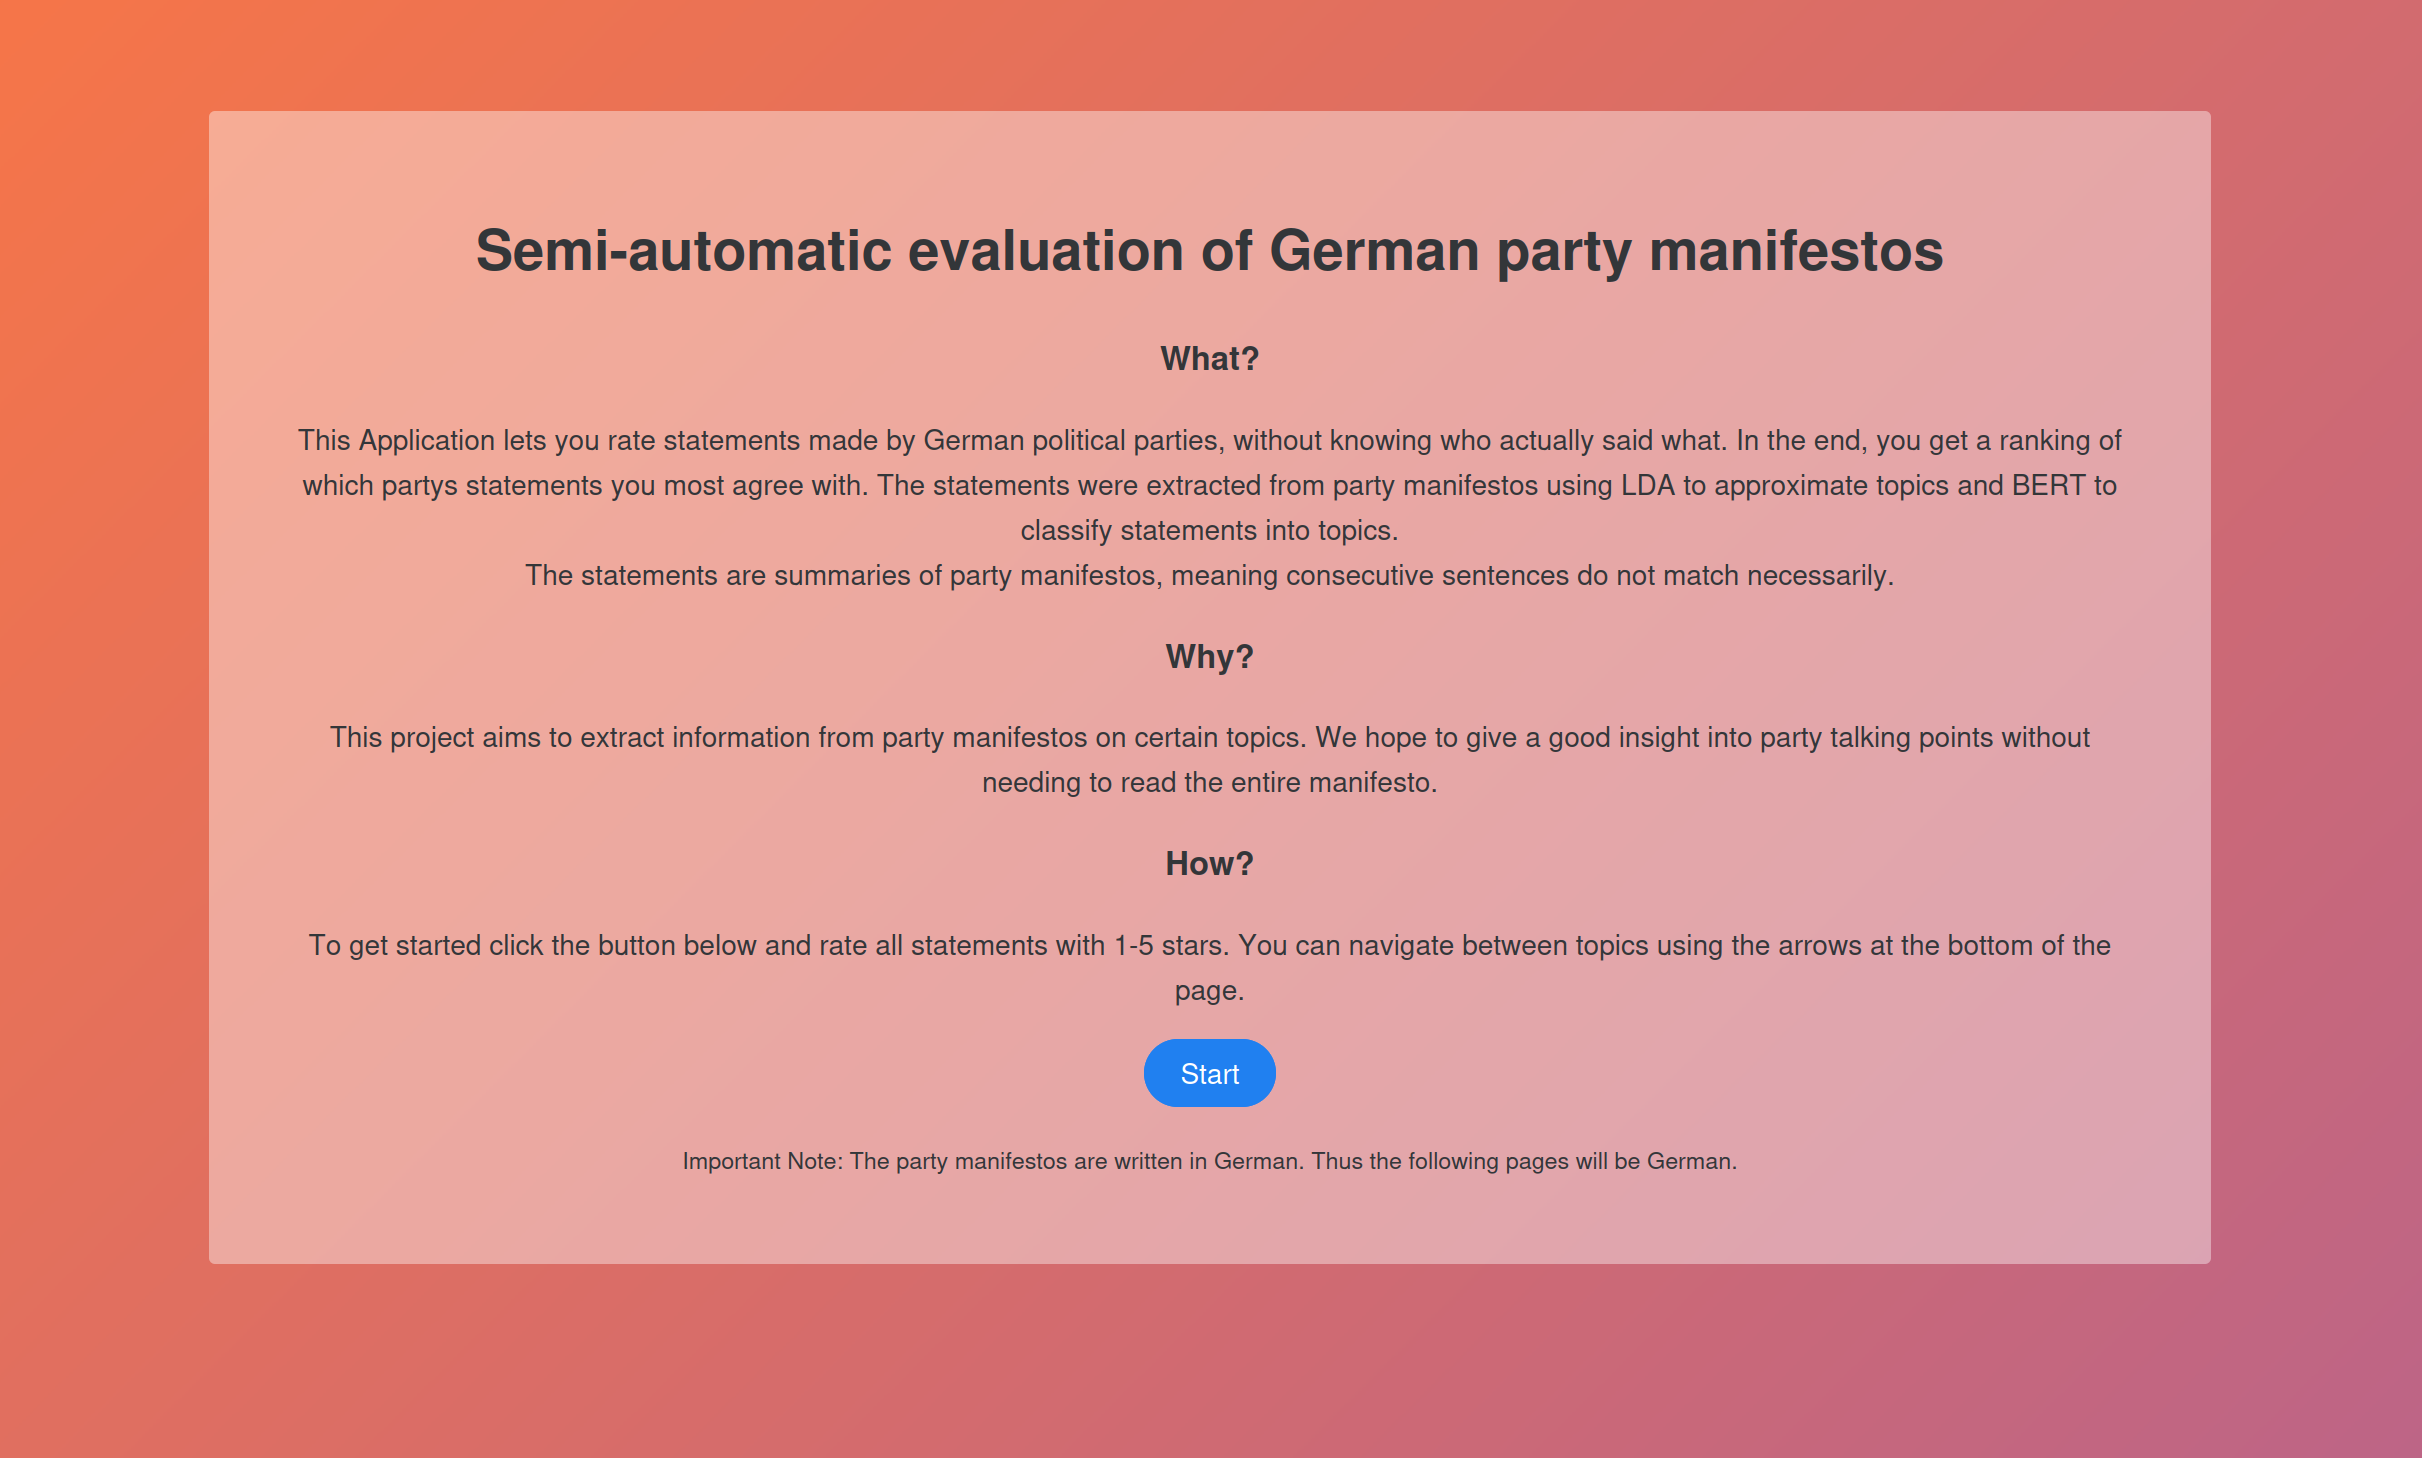 Semi-automatic evaluation of German party manifestos
What?
This Application lets you rate statements made by German political parties, without knowing who actually said what. In the end, you get a ranking of
which partys statements you most agree with. The statements were extracted from party manifestos using LDA to approximate topics and BERT to
classify statements into topics.
The statements are summaries of party manifestos, meaning consecutive sentences do not match necessarily.
Why?
This project aims to extract information from party manifestos on certain topics. We hope to give a good insight into party talking points without
needing to read the entire manifesto.
How?
To get started click the button below and rate all statements with 1-5 stars. You can navigate between topics using the arrows at the bottom of the
page.
Start
Important Note: The party manifestos are written in German. Thus the following pages will be German.